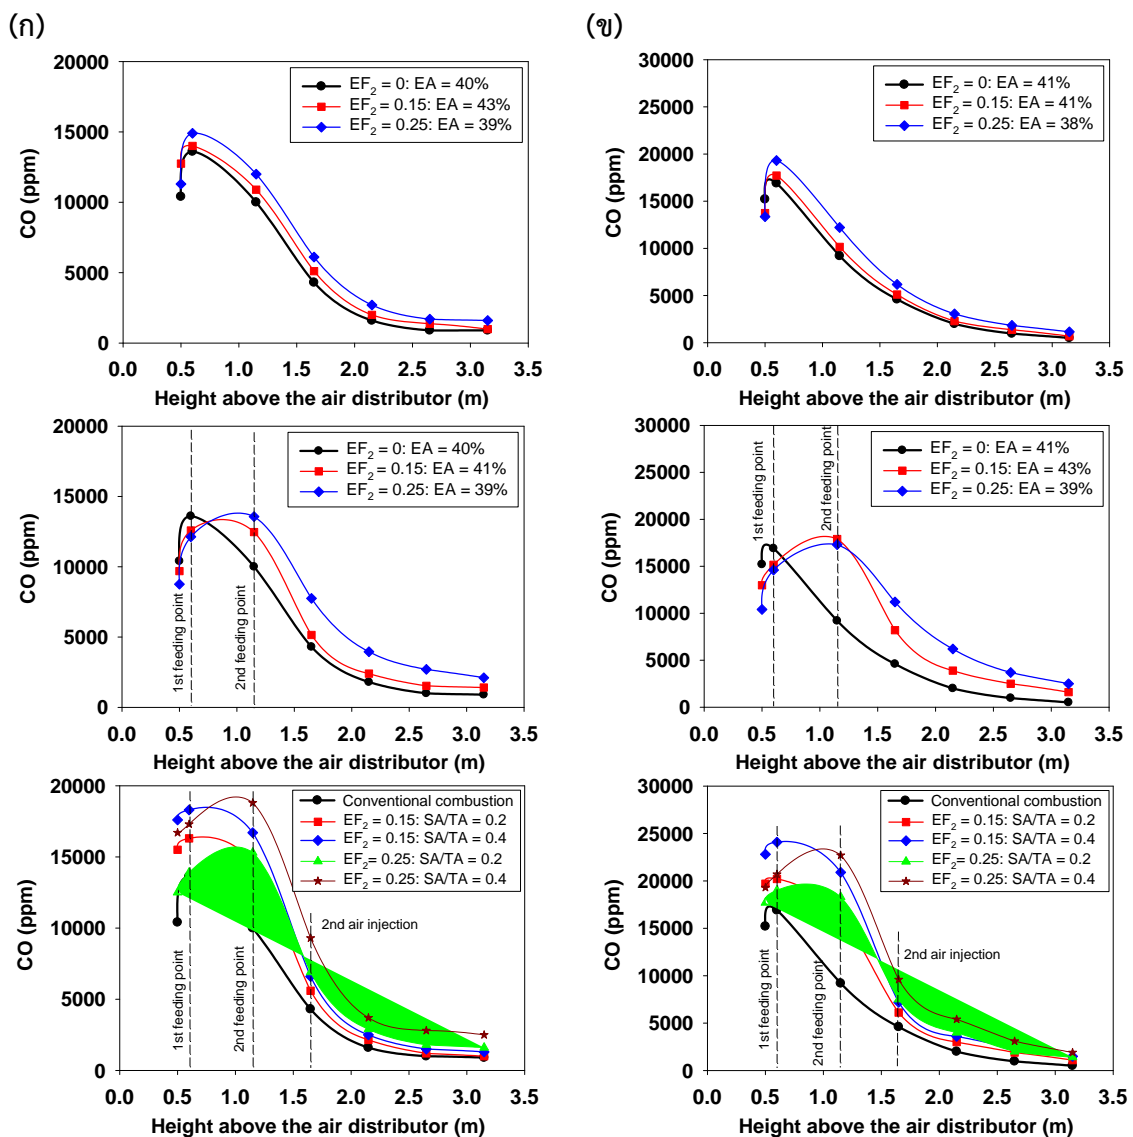 (ก)
(ข)
20000
15000
10000
5000
0
CO (ppm)
EF2 = 0: EA = 40%
EF2 = 0.15: EA = 43%
EF2 = 0.25: EA = 39%
0.0 0.5 1.0 1.5 2.0 2.5 3.0 3.5
Height above the air distributor (m)
30000
25000
20000
15000
10000
5000
0
CO (ppm)
EF2 = 0: EA = 41%
EF2 = 0.15: EA = 41%
EF2 = 0.25: EA = 38%
0.0 0.5 1.0 1.5 2.0 2.5 3.0 3.5
Height above the air distributor (m)
20000
15000
10000
5000
0
CO (ppm)
EF2 = 0: EA = 40%
EF2 = 0.15: EA = 41%
EF2 = 0.25: EA = 39%
1st feeding point
2nd feeding point
0.0 0.5 1.0 1.5 2.0 2.5 3.0 3.5
Height above the air distributor (m)
30000
25000
20000
15000
10000
5000
0
CO (ppm)
1st feeding point
2nd feeding point
EF2 = 0: EA = 41%
EF2 = 0.15: EA = 43%
EF2 = 0.25: EA = 39%
0.0 0.5 1.0 1.5 2.0 2.5 3.0 3.5
Height above the air distributor (m)
20000
15000
10000
5000
0
CO (ppm)
Conventional combustion
EF2 = 0.15: SA/TA = 0.2
EF2 = 0.15: SA/TA = 0.4
EF2= 0.25: SA/TA = 0.2
EF2 = 0.25: SA/TA = 0.4
2nd air injection
1st feeding point
2nd feeding point
0.0 0.5 1.0 1.5 2.0 2.5 3.0 3.5
Height above the air distributor (m)
30000
25000
20000
15000
10000
5000
0
CO (ppm)
Conventional combustion
EF2 = 0.15: SA/TA = 0.2
EF2 = 0.15: SA/TA = 0.4
EF2= 0.25: SA/TA = 0.2
EF2 = 0.25: SA/TA = 0.4
2nd air injection
1st feeding point
2nd feeding point
0.0 0.5 1.0 1.5 2.0 2.5 3.0 3.5
Height above the air distributor (m)